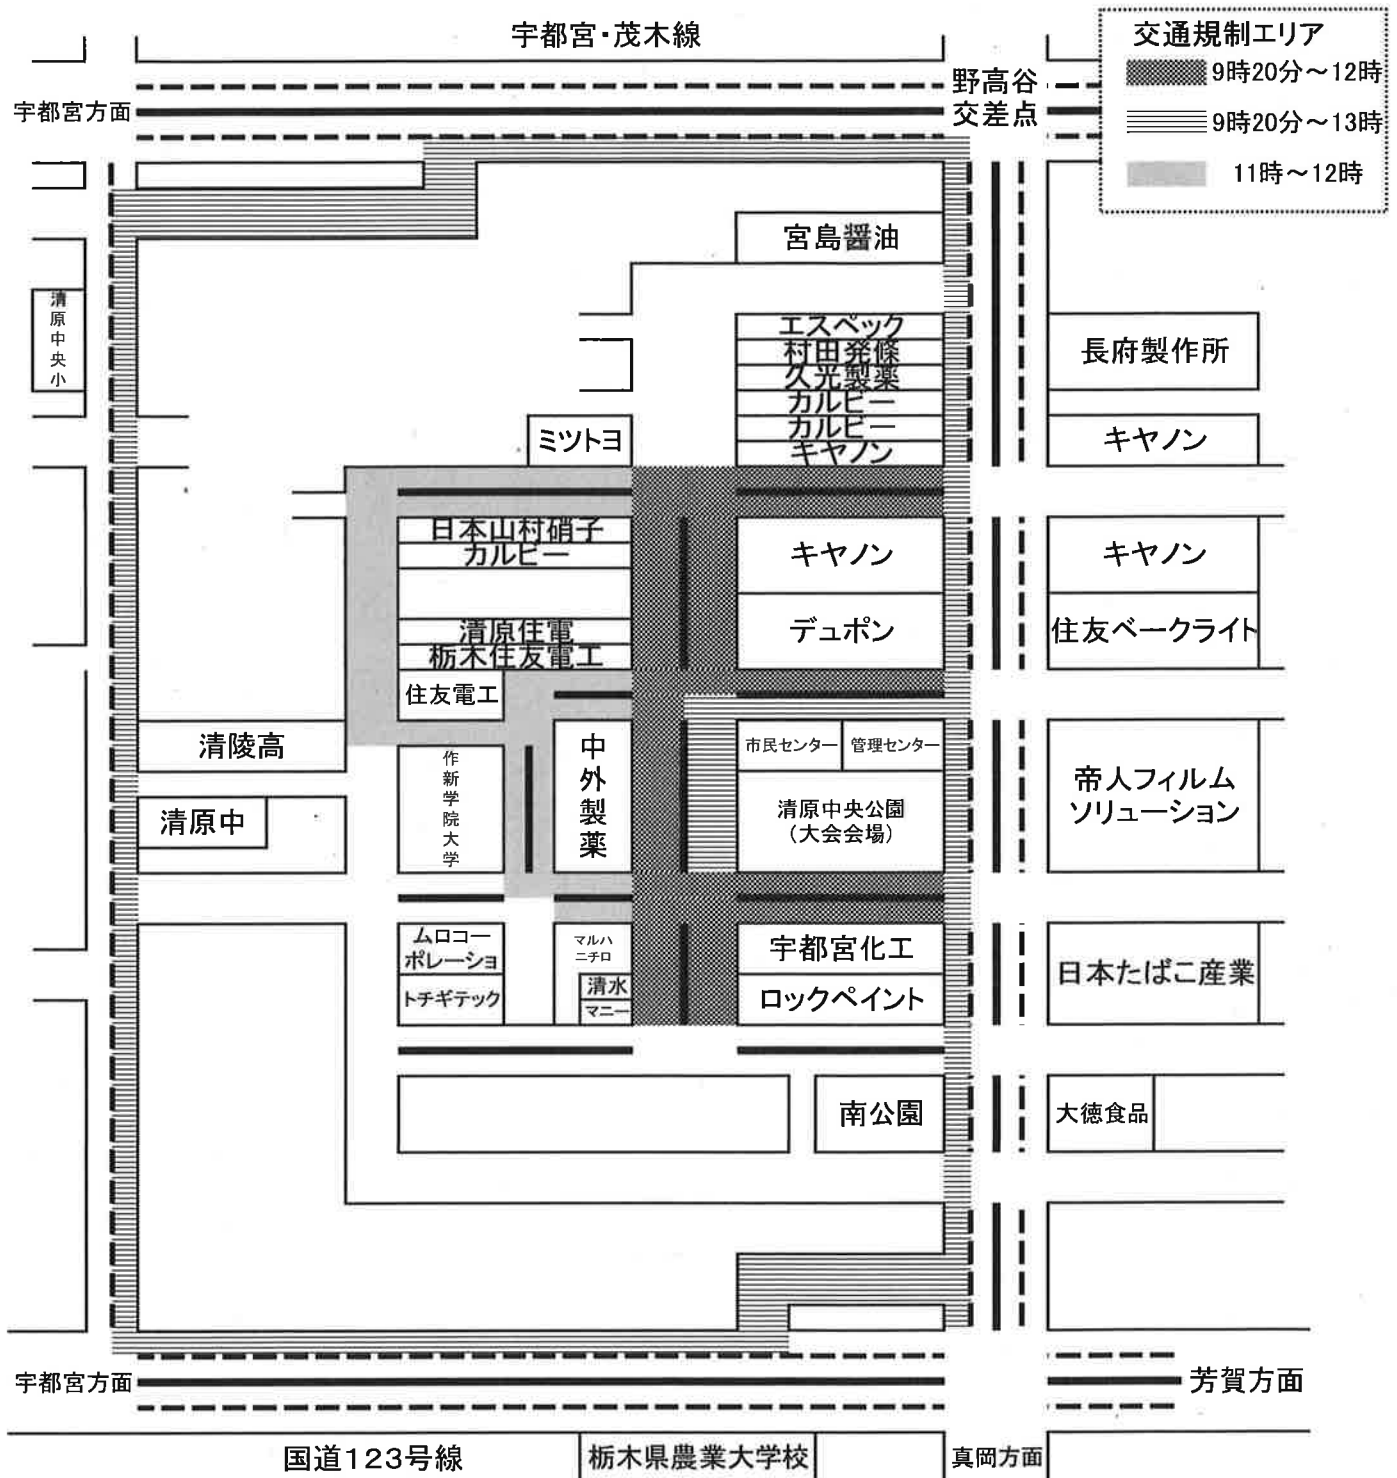 宇都宮・茂木線
交通規制エリア
9時20分～12時
9時20分～13時
11時～12時
野高谷
交差点
宇都宮方面
宮島醤油
清原中央小
エスペック
村田発條
久光製薬
カルビー
カルビー
キヤノン
長府製作所
キヤノン
ミツトヨ
日本山村硝子
カルビー
清原住電
栃木住友電工
住友電工
キヤノン
デュポン
キヤノン
住友ベークライト
清陵高
清原中
作新学院大学
中外製薬
市民センター
管理センター
清原中央公園
（大会会場）
帝人フィルム
ソリューション
ムロコー
ポレーショ
トチギテック
マルハ
ニチロ
清水
マニー
宇都宮化工
ロックペイント
日本たばこ産業
南公園
大徳食品
宇都宮方面
芳賀方面
国道123号線
栃木県農業大学校
真岡方面